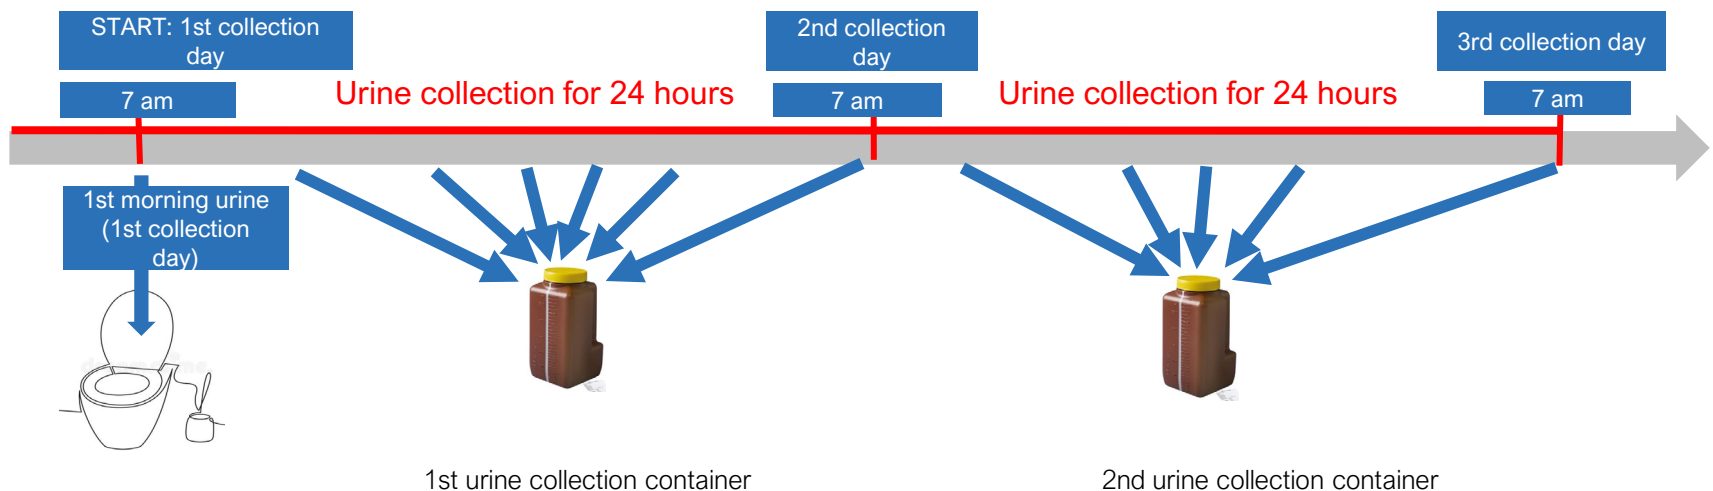 START: 1st collection
day
7 am
Urine collection for 24 hours
2nd collection
day
7 am
Urine collection for 24 hours
3rd collection day
7 am
1st morning urine
(1st collection
day)
1st urine collection container
2nd urine collection container